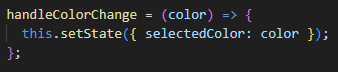 handleColorChange = (color) => {
  this.setState({ selectedColor: color });
};